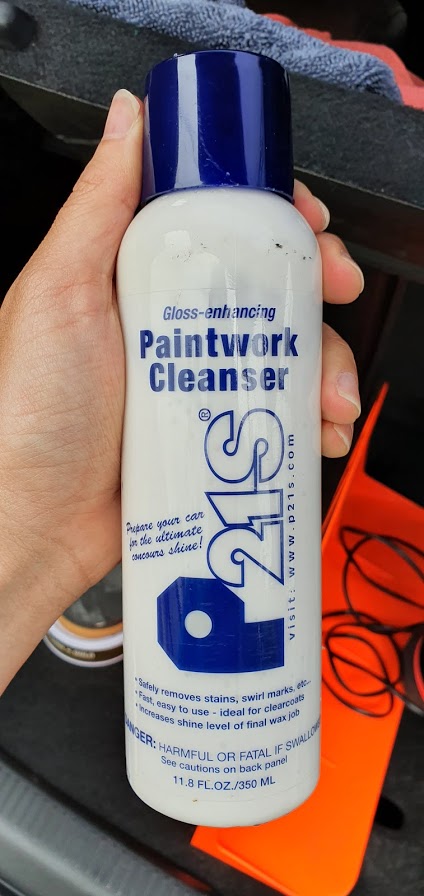 Gloss-enhancing
Paintwork
Cleanser
P21S®
visit: www.p21s.com
Prepare your car
for the ultimate
concours shine!
• Safely removes stains, swirl marks, etc..
• Fast, easy to use - ideal for clearcoats
• Increases shine level of final wax job
DANGER: HARMFUL OR FATAL IF SWALLOWED
See cautions on back panel
11.8 FL.OZ./350 ML